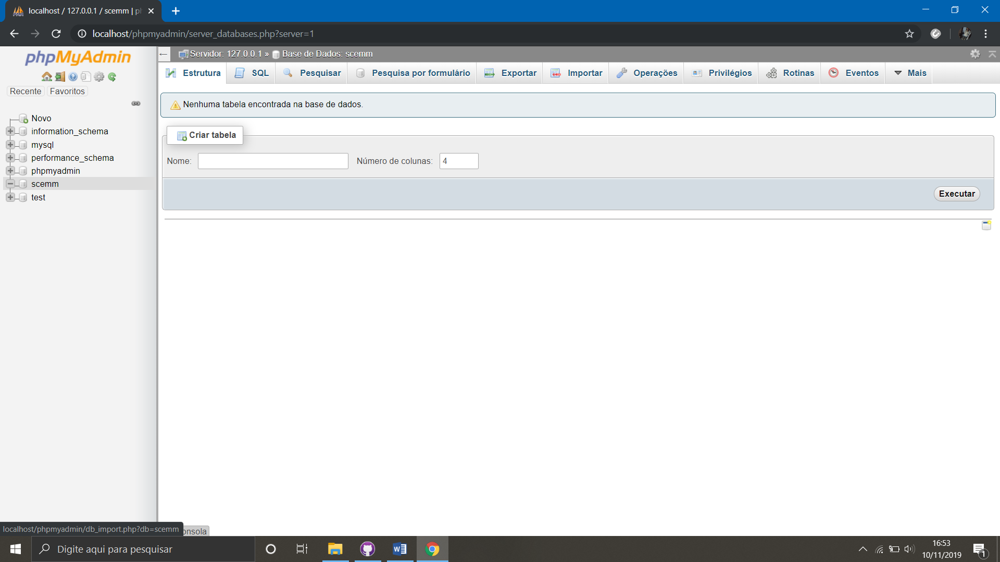 localhost / 127.0.0.1 / scemm | ph
localhost/phpmyadmin/server_databases.php?server=1
phpMyAdmin
Recente Favoritos
Novo
information_schema
mysql
performance_schema
phpmyadmin
scemm
test
Servidor: 127.0.0.1 » Base de Dados: scemm
Estrutura SQL Pesquisar Pesquisa por formulário Exportar Importar Operações Privilégios Rotinas Eventos Mais
Nenhuma tabela encontrada na base de dados.
Criar tabela
Nome: Número de colunas: 4
Executar
localhost/phpmyadmin/db_import.php?db=scemm
onsola
Digite aqui para pesquisar
16:53
10/11/2019
1